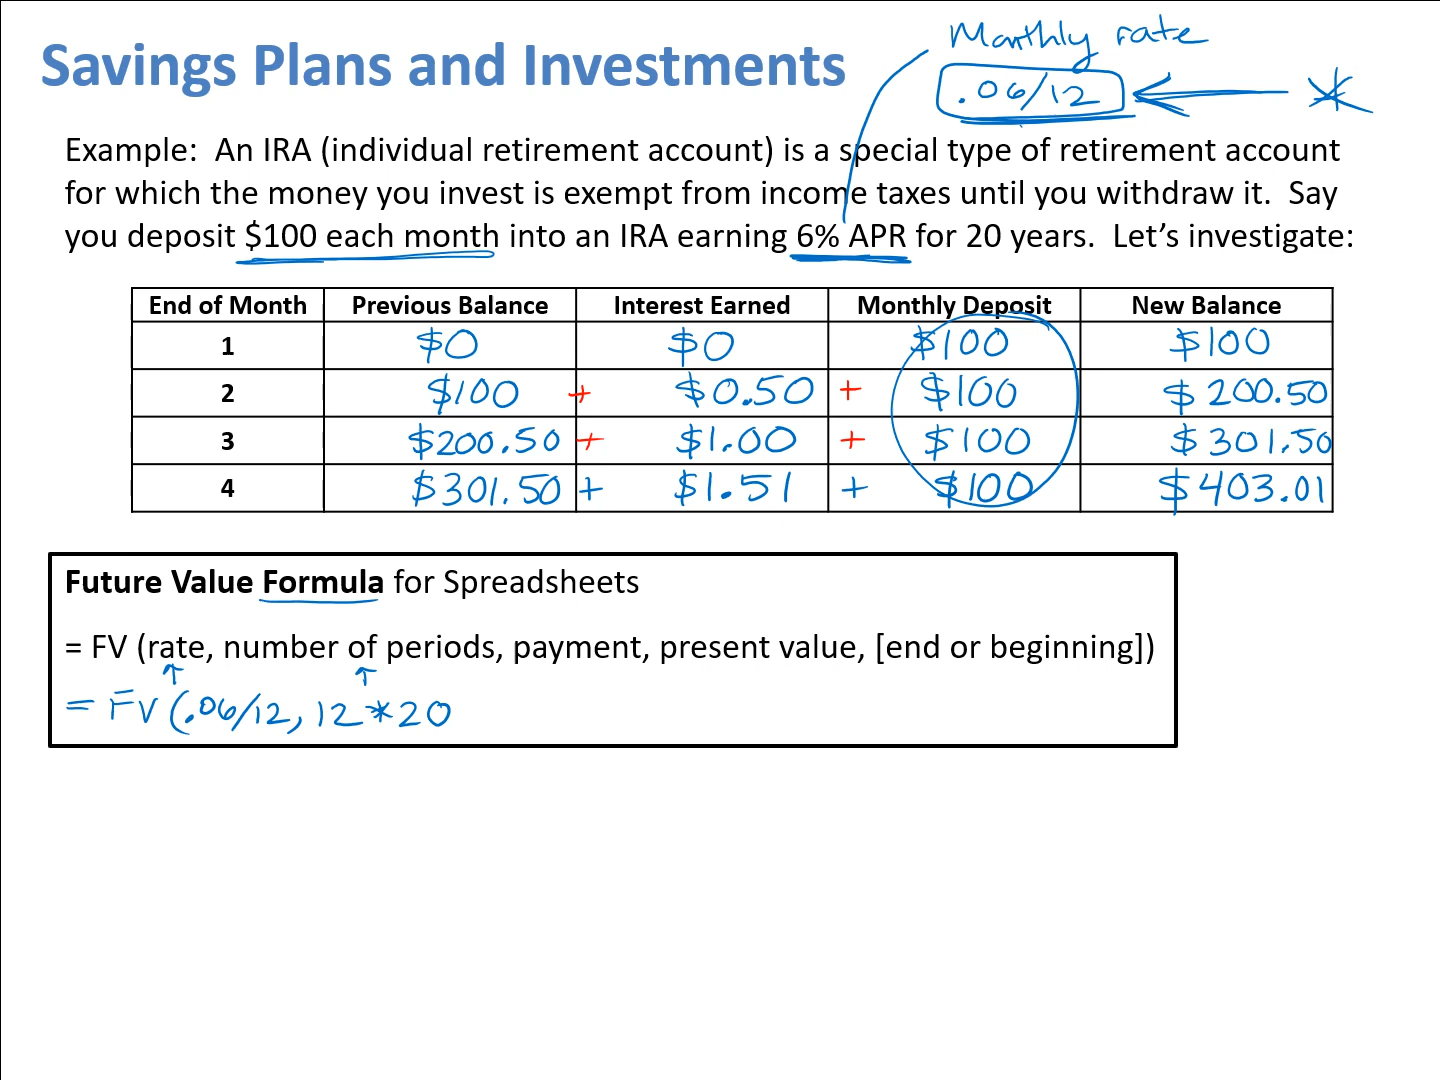 Savings Plans and Investments
Monthly rate
.06/12
Example: An IRA (individual retirement account) is a special type of retirement account
for which the money you invest is exempt from income taxes until you withdraw it. Say
you deposit $100 each month into an IRA earning 6% APR for 20 years. Let’s investigate:
End of Month Previous Balance Interest Earned Monthly Deposit New Balance
1 $0 $0 $100 $100
2 $100 + $0.50 + $100 $200.50
3 $200.50 + $1.00 + $100 $301.50
4 $301.50 + $1.51 + $100 $403.01
Future Value Formula for Spreadsheets
= FV (rate, number of periods, payment, present value, [end or beginning])
= FV (.06/12, 12*20